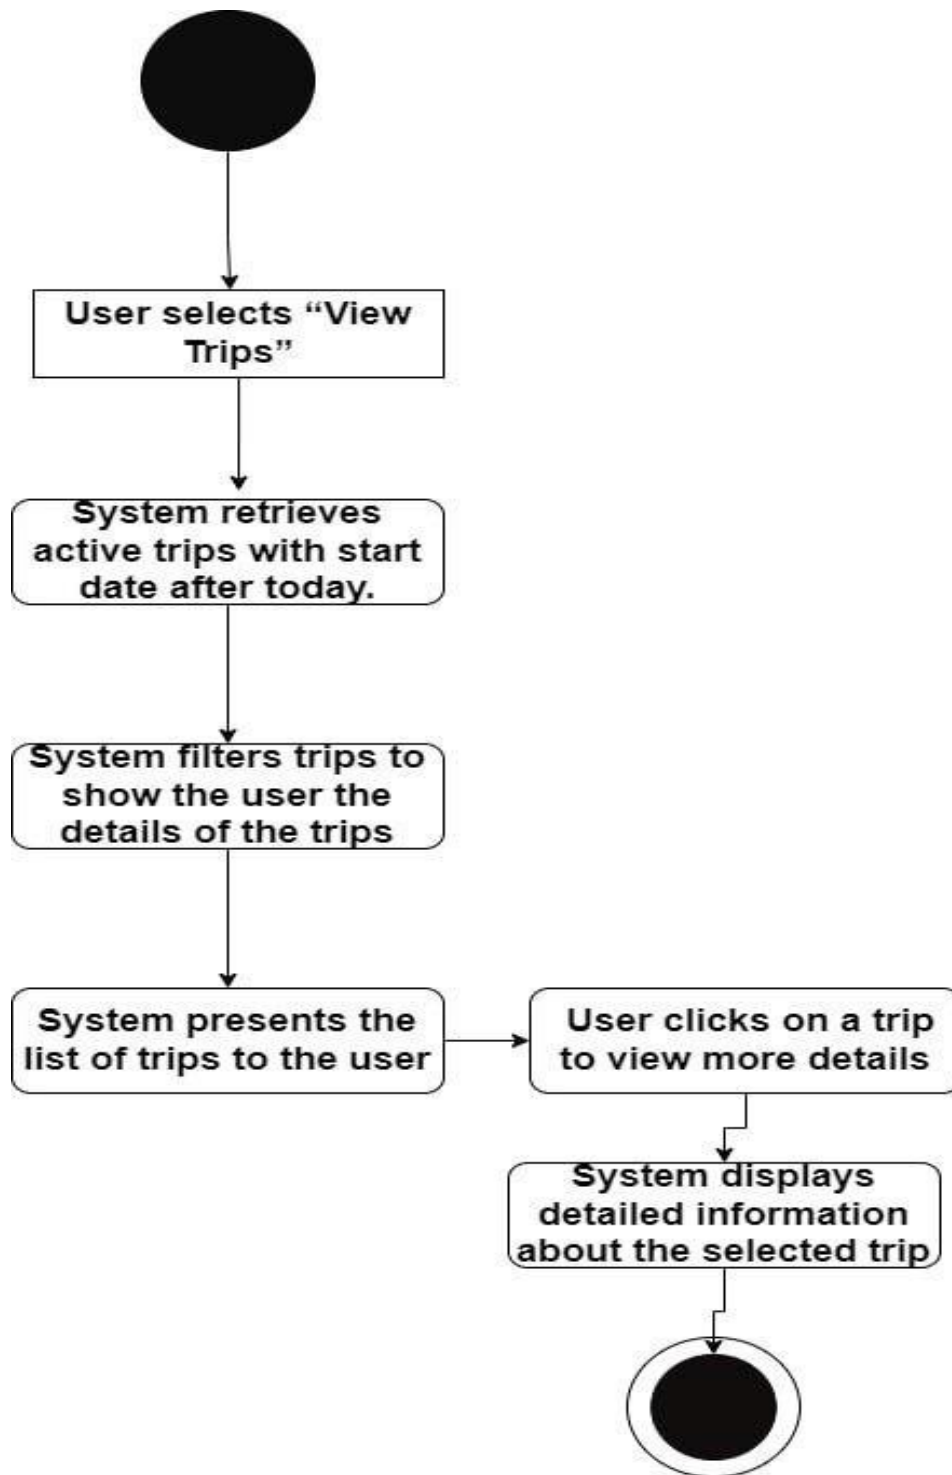 User selects “View
Trips”
System retrieves
active trips with start
date after today.
System filters trips to
show the user the
details of the trips
System presents the
list of trips to the user
User clicks on a trip
to view more details
System displays
detailed information
about the selected trip